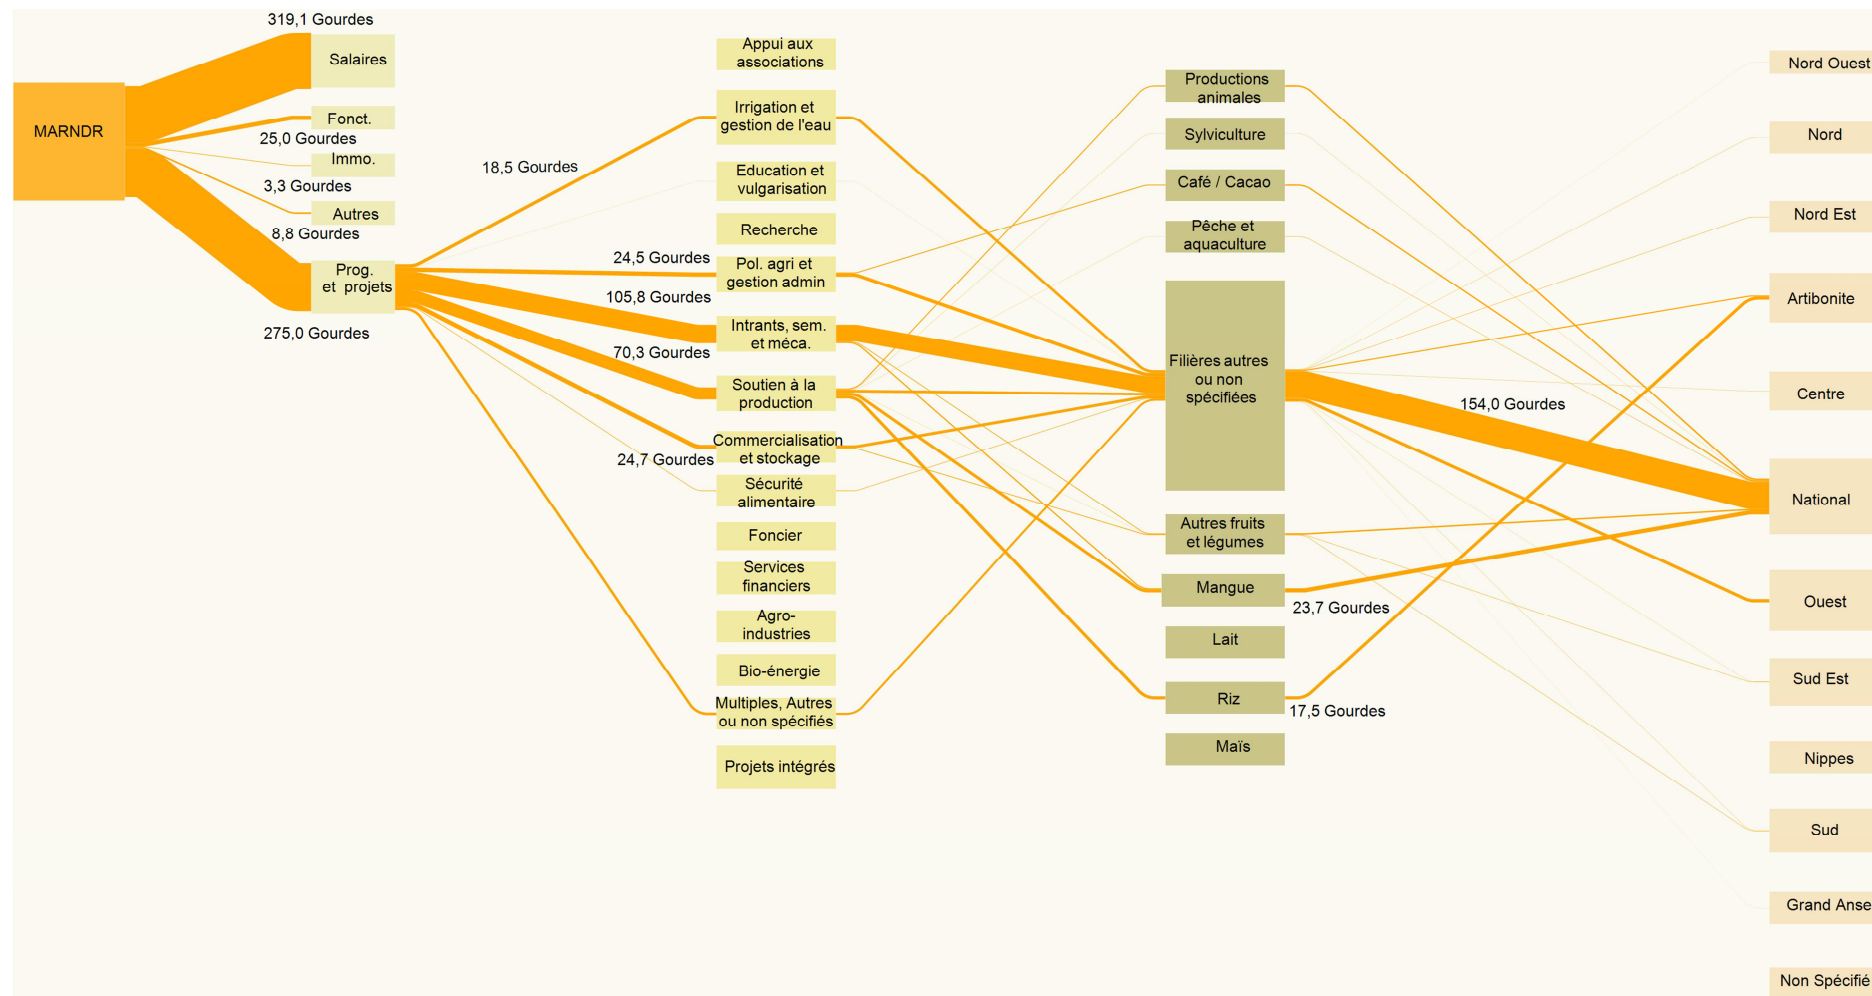 319,1 Gourdes
Salaires
MARNDR
Fonct.
25,0 Gourdes
Immo.
3,3 Gourdes
Autres
8,8 Gourdes
Prog.
et projets
275,0 Gourdes
18,5 Gourdes
24,5 Gourdes
105,8 Gourdes
70,3 Gourdes
24,7 Gourdes
Appui aux
associations
Irrigation et
gestion de l'eau
Education et
vulgarisation
Recherche
Pol. agri et
gestion admin
Intrants, sem.
et méca.
Soutien à la
production
Commercialisation
et stockage
Sécurité
alimentaire
Foncier
Services
financiers
Agro-
industries
Bio-énergie
Multiples, Autres
ou non spécifiés
Projets intégrés
Productions
animales
Sylviculture
Café / Cacao
Pêche et
aquaculture
Filières autres
ou non
spécifiées
Autres fruits
et légumes
Mangue
Lait
Riz
Maïs
154,0 Gourdes
23,7 Gourdes
17,5 Gourdes
Nord Ouest
Nord
Nord Est
Artibonite
Centre
National
Ouest
Sud Est
Nippes
Sud
Grand Anse
Non Spécifié